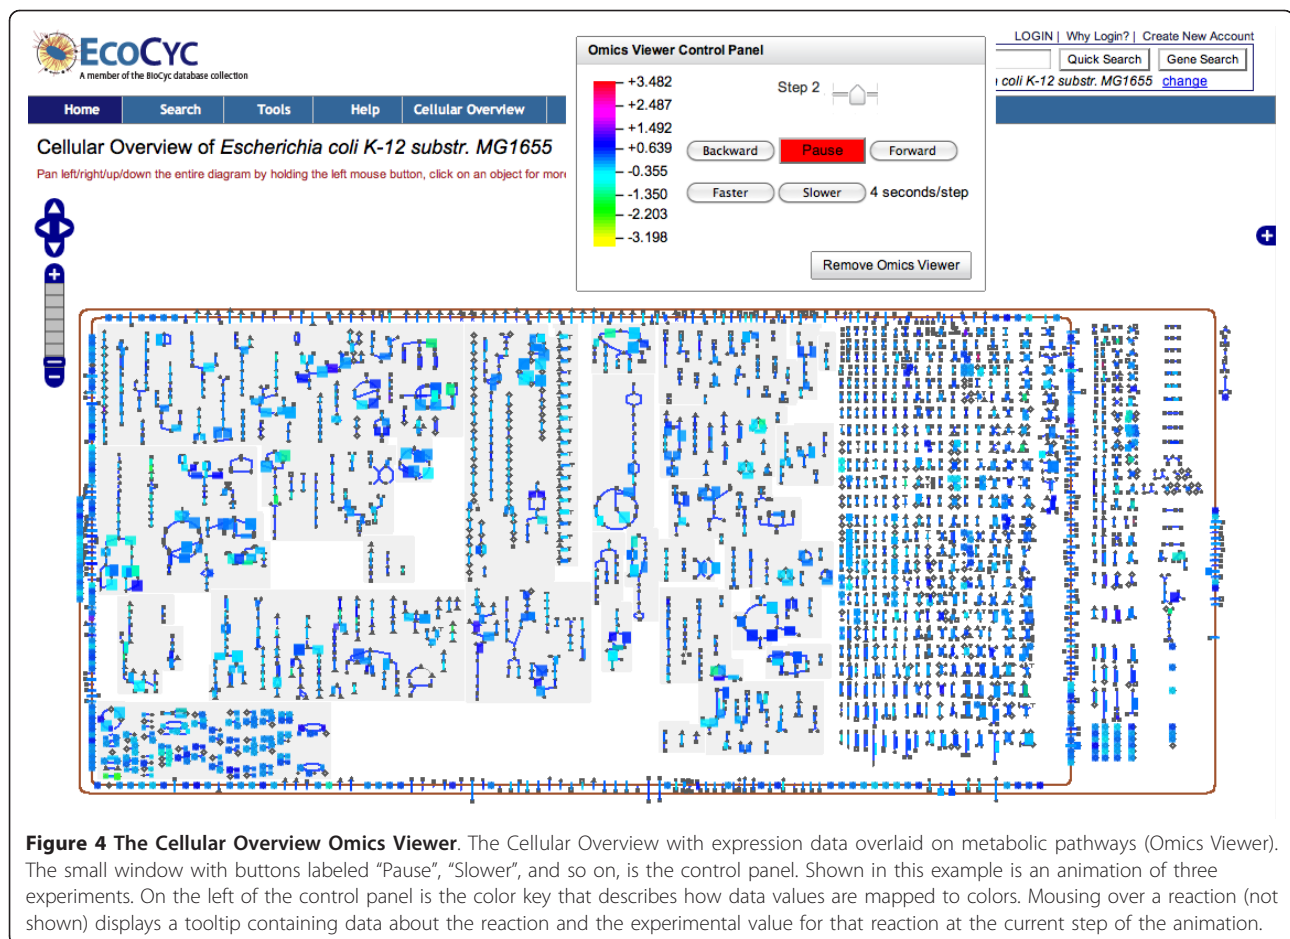 ECOCYC
A member of the BioCyc database collection
LOGIN | Why Login? | Create New Account
Quick Search Gene Search
coli K-12 substr. MG1655 change
Home Search Tools Help Cellular Overview
Cellular Overview of Escherichia coli K-12 substr. MG1655
Pan left/right/up/down the entire diagram by holding the left mouse button, click on an object for more
Omics Viewer Control Panel
+3.482
+2.487
+1.492
+0.639
-0.355
-1.350
-2.203
-3.198
Step 2
Backward Pause Forward
Faster Slower 4 seconds/step
Remove Omics Viewer
Figure 4 The Cellular Overview Omics Viewer. The Cellular Overview with expression data overlaid on metabolic pathways (Omics Viewer).
The small window with buttons labeled “Pause”, “Slower”, and so on, is the control panel. Shown in this example is an animation of three
experiments. On the left of the control panel is the color key that describes how data values are mapped to colors. Mousing over a reaction (not
shown) displays a tooltip containing data about the reaction and the experimental value for that reaction at the current step of the animation.